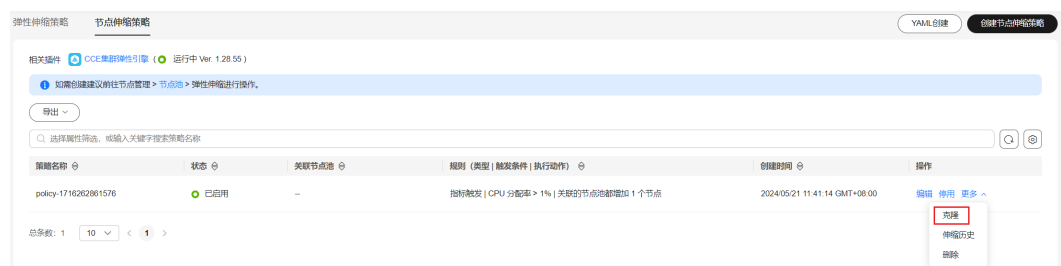 弹性伸缩策略 节点伸缩策略 YAML创建 创建节点伸缩策略
相关插件 CCE集群弹性引擎 ( 运行中 Ver. 1.28.55 )
如需创建建议前往节点管理 > 节点池 > 弹性伸缩进行操作。
导出
选择属性筛选，或输入关键字搜索策略名称
策略名称 状态 关联节点池 规则（类型 | 触发条件 | 执行动作） 创建时间 操作
policy-1716262861576 已启用 -- 指标触发 | CPU 分配率 > 1% | 关联的节点池都增加 1 个节点 2024/05/21 11:41:14 GMT+08:00 编辑 停用 更多
克隆
伸缩历史
删除
总条数：1 10 < 1 >